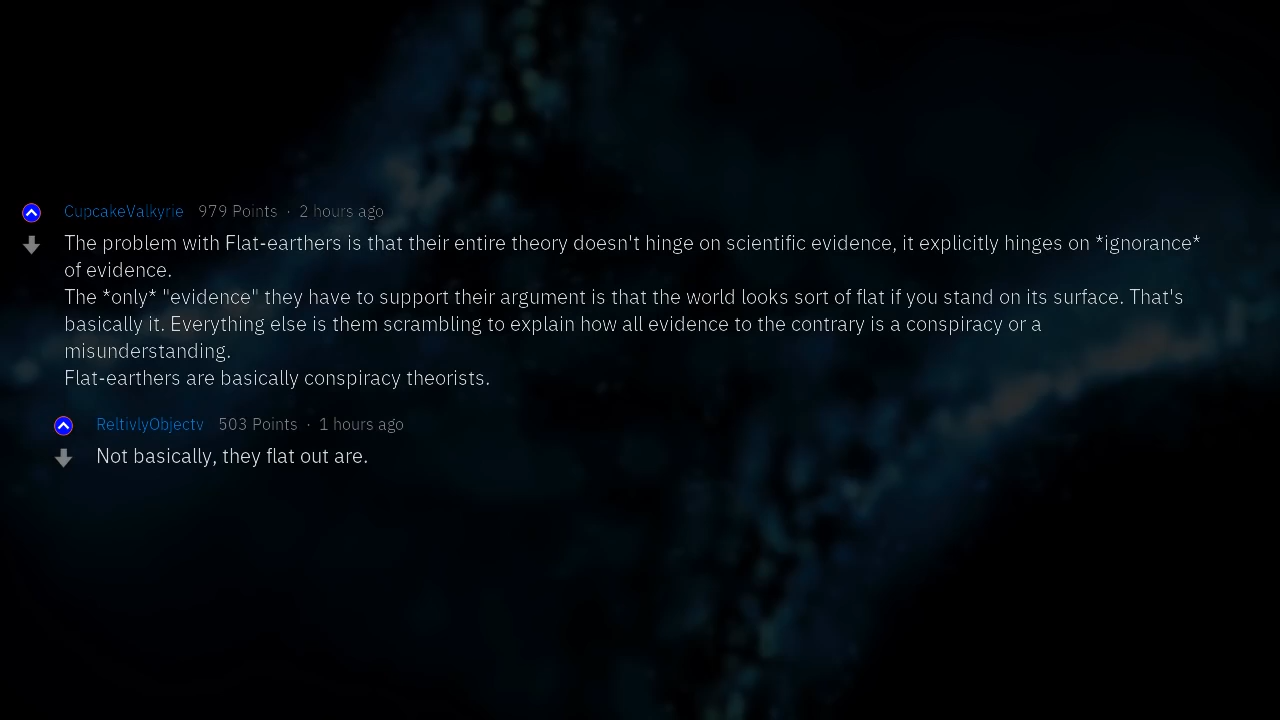 CupcakeValkyrie 979 Points · 2 hours ago
The problem with Flat-earthers is that their entire theory doesn't hinge on scientific evidence, it explicitly hinges on *ignorance*
of evidence.
The *only* "evidence" they have to support their argument is that the world looks sort of flat if you stand on its surface. That's
basically it. Everything else is them scrambling to explain how all evidence to the contrary is a conspiracy or a
misunderstanding.
Flat-earthers are basically conspiracy theorists.
ReltivlyObjectv 503 Points · 1 hours ago
Not basically, they flat out are.